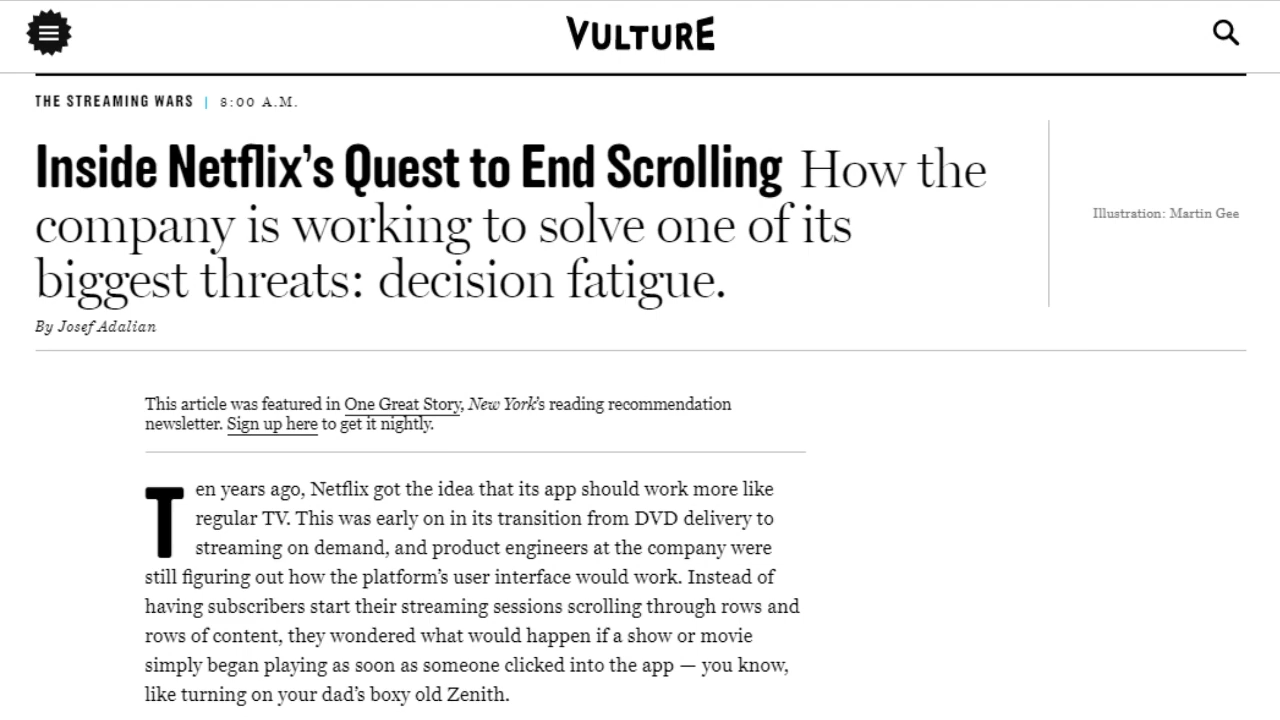 VULTURE
THE STREAMING WARS | 8:00 A.M.
Inside Netflix's Quest to End Scrolling How the
company is working to solve one of its
biggest threats: decision fatigue.
By Josef Adalian
Illustration: Martin Gee
This article was featured in One Great Story, New York's reading recommendation
newsletter. Sign up here to get it nightly.
Ten years ago, Netflix got the idea that its app should work more like
regular TV. This was early on in its transition from DVD delivery to
streaming on demand, and product engineers at the company were
still figuring out how the platform's user interface would work. Instead of
having subscribers start their streaming sessions scrolling through rows and
rows of content, they wondered what would happen if a show or movie
simply began playing as soon as someone clicked into the app — you know,
like turning on your dad's boxy old Zenith.